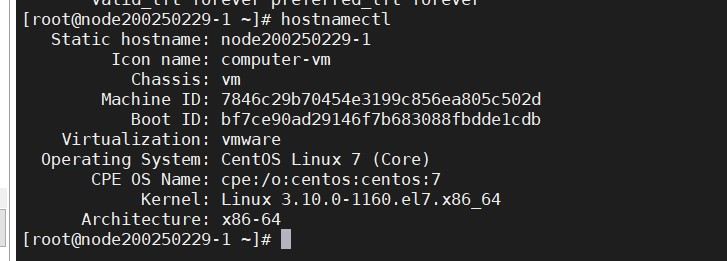 valid_lft forever preferred_lft forever
[root@node200250229-1 ~]# hostnamectl
Static hostname: node200250229-1
Icon name: computer-vm
Chassis: vm
Machine ID: 7846c29b70454e3199c856ea805c502d
Boot ID: bf7ce90ad29146f7b683088fbdde1cdb
Virtualization: vmware
Operating System: CentOS Linux 7 (Core)
CPE OS Name: cpe:/o:centos:centos:7
Kernel: Linux 3.10.0-1160.el7.x86_64
Architecture: x86-64
[root@node200250229-1 ~]#